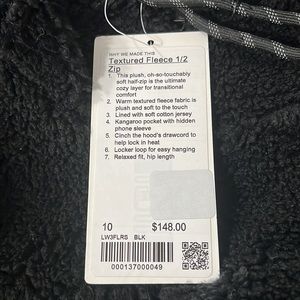 WHY WE MADE THIS
Textured Fleece 1/2
Zip
1. This plush, oh-so-touchably
soft half-zip is the ultimate
cozy layer for transitional
comfort
2. Warm textured fleece fabric is
plush and soft to the touch
3. Lined with soft cotton jersey
4. Kangaroo pocket with hidden
phone sleeve
5. Cinch the hood's drawcord to
help lock in heat
6. Locker loop for easy hanging
7. Relaxed fit, hip length
10 $148.00
LW3FLRS BLK
000137000049